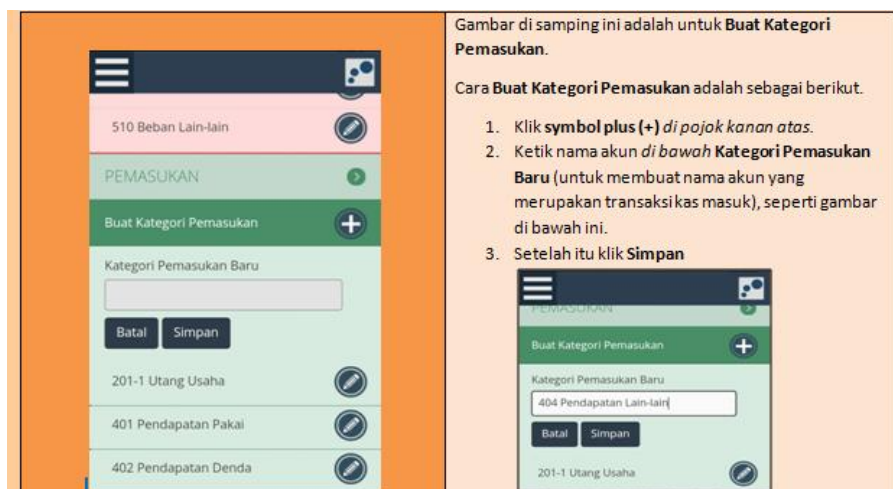 510 Beban Lain-lain
PEMASUKAN
Buat Kategori Pemasukan
Kategori Pemasukan Baru
Batal Simpan
201-1 Utang Usaha
401 Pendapatan Pakai
402 Pendapatan Denda
Gambar di samping ini adalah untuk Buat Kategori
Pemasukan.
Cara Buat Kategori Pemasukan adalah sebagai berikut.
1. Klik symbol plus (+) di pojok kanan atas.
2. Ketik nama akun di bawah Kategori Pemasukan
Baru (untuk membuat nama akun yang
merupakan transaksi kas masuk), seperti gambar
di bawah ini.
3. Setelah itu klik Simpan
PEMASUKAN
Buat Kategori Pemasukan
Kategori Pemasukan Baru
404 Pendapatan Lain-lain
Batal Simpan
201-1 Utang Usaha